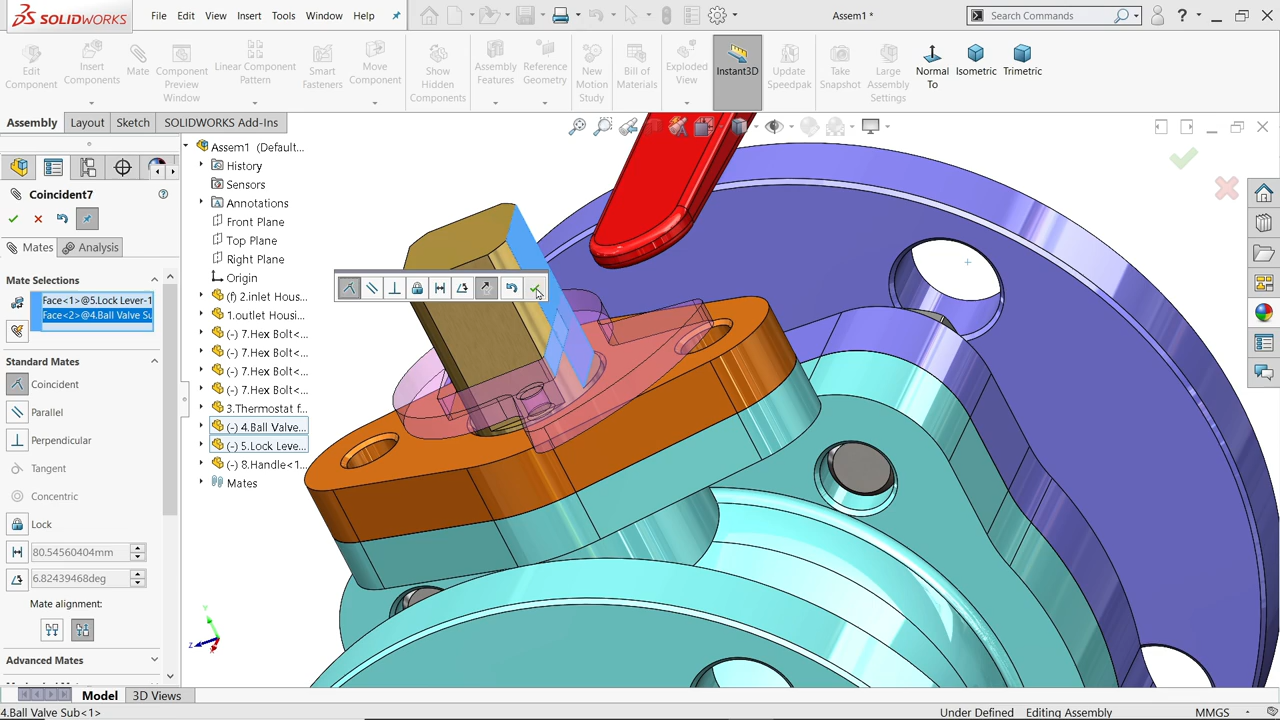 SOLIDWORKS
File Edit View Insert Tools Window Help
Assem1 *
Search Commands
?
Edit Component
Insert Components
Mate
Component Preview Window
Linear Component Pattern
Smart Fasteners
Move Component
Show Hidden Components
Assembly Features
Reference Geometry
New Motion Study
Bill of Materials
Exploded View
Instant3D
Update Speedpak
Take Snapshot
Large Assembly Settings
Normal To
Isometric
Trimetric
Assembly Layout Sketch SOLIDWORKS Add-Ins
Coincident7
Mates Analysis
Mate Selections
Face<1>@5.Lock Lever-1
Face<2>@4.Ball Valve Su
Standard Mates
Coincident
Parallel
Perpendicular
Tangent
Concentric
Lock
80.54560404mm
6.82439468deg
Mate alignment:
Advanced Mates
Assem1 (Default...
History
Sensors
Annotations
Front Plane
Top Plane
Right Plane
Origin
(f) 2.inlet Hous...
1.outlet Housi...
(-) 7.Hex Bolt<...
(-) 7.Hex Bolt<...
(-) 7.Hex Bolt<...
(-) 7.Hex Bolt<...
3.Thermostat f...
(-) 4.Ball Valve...
(-) 5.Lock Leve...
(-) 8.Handle<1...
Mates
Model 3D Views
4.Ball Valve Sub<1>
Under Defined Editing Assembly MMGS